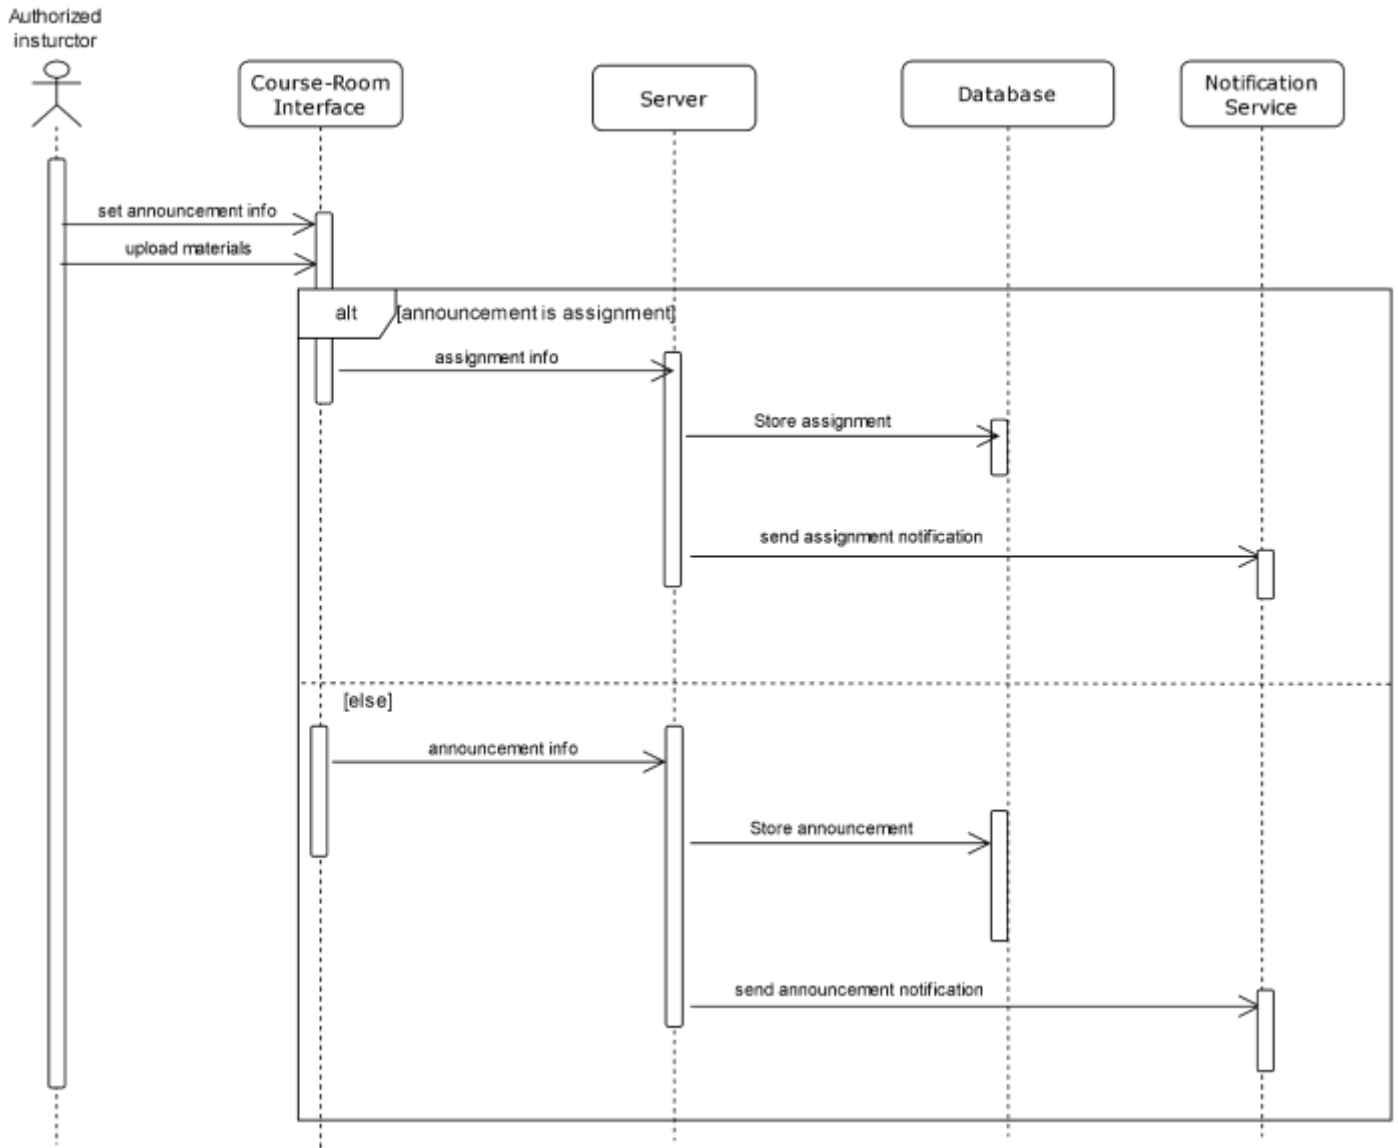 Authorized
insturctor
Course-Room
Interface
Server
Database
Notification
Service
set announcement info
upload materials
alt
[announcement is assignment]
assignment info
Store assignment
send assignment notification
[else]
announcement info
Store announcement
send announcement notification